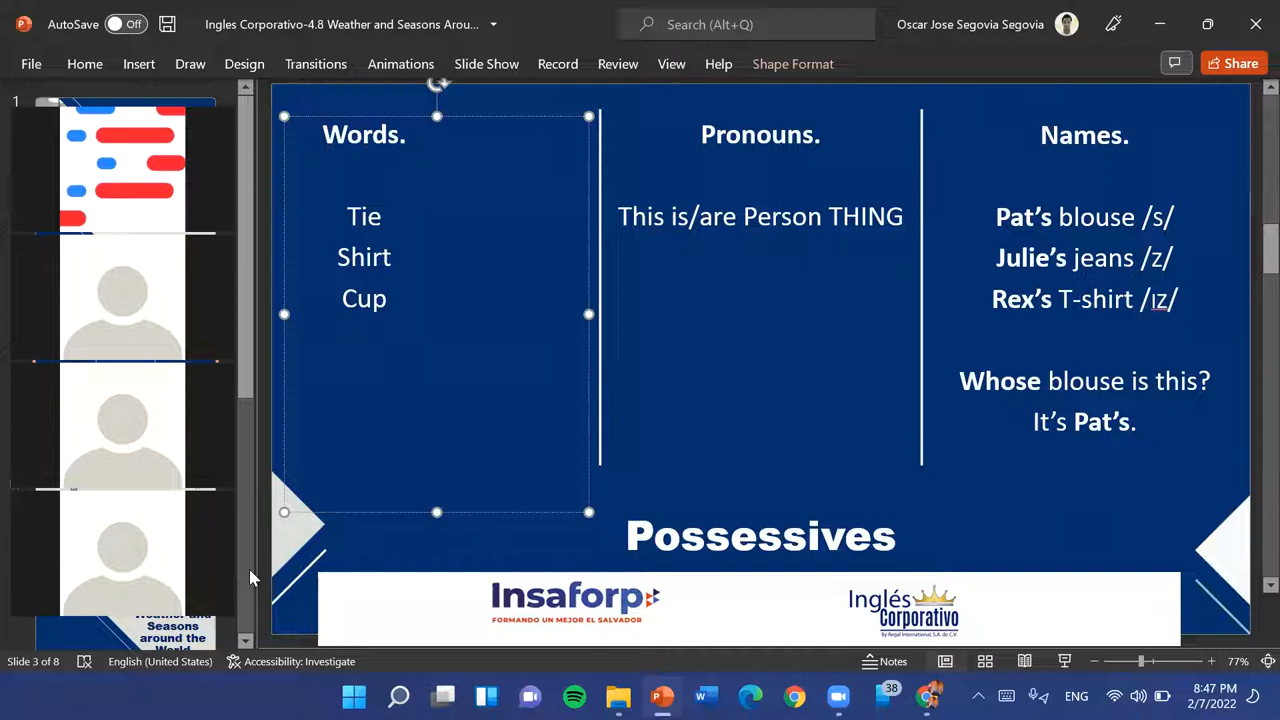 AutoSave Off
Ingles Corporativo-4.8 Weather and Seasons Arou...
Search (Alt+Q)
Oscar Jose Segovia Segovia
File Home Insert Draw Design Transitions Animations Slide Show Record Review View Help Shape Format
Share
1
Words.
Tie
Shirt
Cup
Pronouns.
This is/are Person THING
Names.
Pat's blouse /s/
Julie's jeans /z/
Rex's T-shirt /ɪz/
Whose blouse is this?
It's Pat's.
Possessives
Insaforp
FORMANDO UN MEJOR EL SALVADOR
Inglés
Corporativo
By Regal International, S.A. de C.V.
Seasons
around the
World
Slide 3 of 8
English (United States)
Accessibility: Investigate
Notes
77%
38
ENG
8:47 PM
2/7/2022